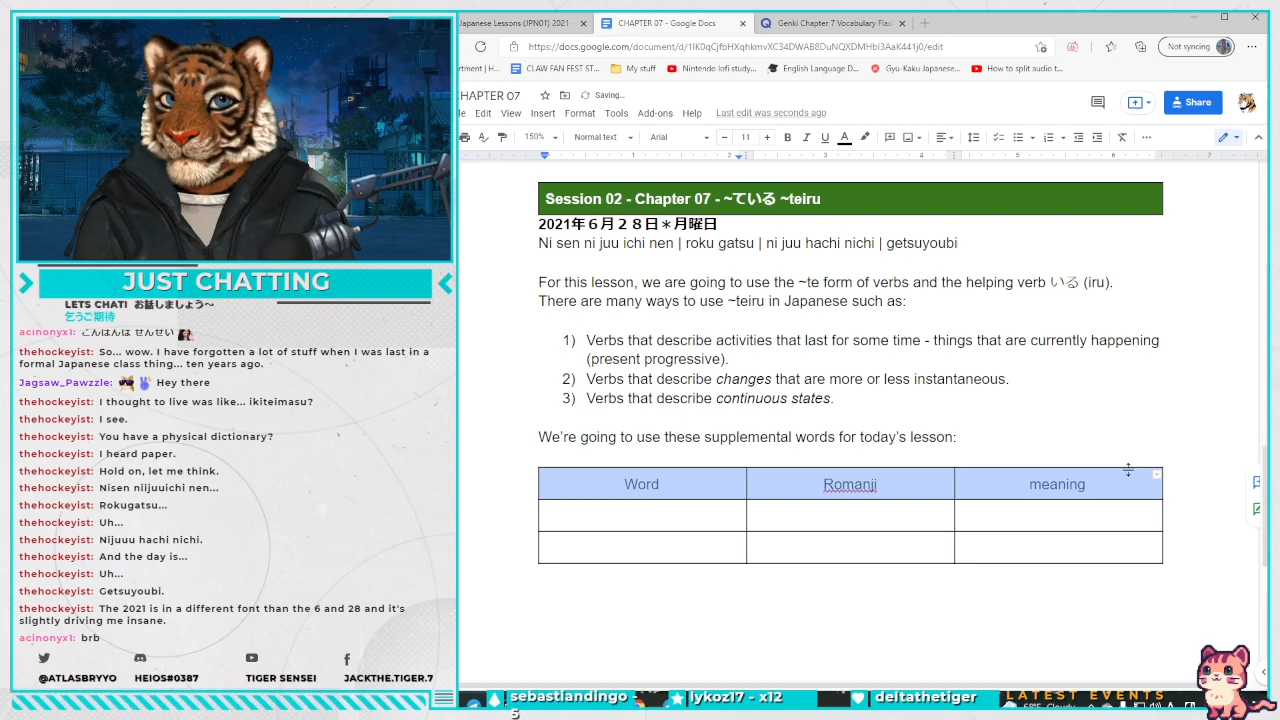 JUST CHATTING
LETS CHAT! お話しましょう〜
乞うご期待
acinonyx1: こんはんは せんせい
thehockeyist: So... wow. I have forgotten a lot of stuff when I was last in a
formal Japanese class thing... ten years ago.
Jagsaw_Pawzzle: Hey there
thehockeyist: I thought to live was like... ikiteimasu?
thehockeyist: I see.
thehockeyist: You have a physical dictionary?
thehockeyist: I heard paper.
thehockeyist: Hold on, let me think.
thehockeyist: Nisen niijuuichi nen...
thehockeyist: Rokugatsu...
thehockeyist: Uh...
thehockeyist: Nijuuu hachi nichi.
thehockeyist: And the day is...
thehockeyist: Uh...
thehockeyist: Getsuyoubi.
thehockeyist: The 2021 is in a different font than the 6 and 28 and it's
slightly driving me insane.
acinonyx1: brb
@ATLASBRYYO HEIOS#0387 TIGER SENSEI JACKTHE.TIGER.7
Japanese Lessons (JPN01) 2021 CHAPTER 07 - Google Docs Genki Chapter 7 Vocabulary Flas
Not syncing
CLAW FAN FEST ST... My stuff Nintendo lofi study... English Language D... Gyu-Kaku Japanese... How to split audio t...
HAPTER 07 Saving...
Edit View Insert Format Tools Add-ons Help Last edit was seconds ago
Share
150% Normal text Arial 11
Session 02 - Chapter 07 - ~ている ~teiru
2021年６月２８日＊月曜日
Ni sen ni juu ichi nen | roku gatsu | ni juu hachi nichi | getsuyoubi
For this lesson, we are going to use the ~te form of verbs and the helping verb いる (iru).
There are many ways to use ~teiru in Japanese such as:
1) Verbs that describe activities that last for some time - things that are currently happening
(present progressive).
2) Verbs that describe changes that are more or less instantaneous.
3) Verbs that describe continuous states.
We're going to use these supplemental words for today's lesson:
Word Romanji meaning
sebastlandingo - lykoz17 - x12 deltathetiger LATEST EVENTS
5